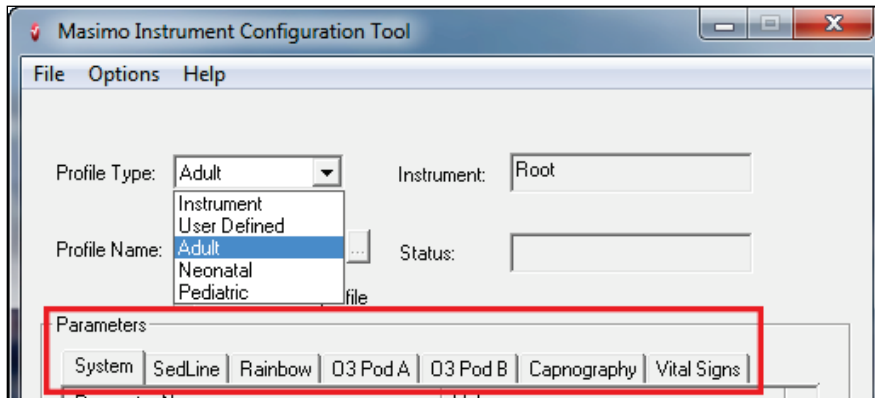 Masimo Instrument Configuration Tool
File Options Help
Profile Type: Adult Instrument: Root
Instrument
User Defined
Profile Name: Adult ... Status:
Neonatal
Pediatric
file
Parameters
System SedLine Rainbow O3 Pod A O3 Pod B Capnography Vital Signs